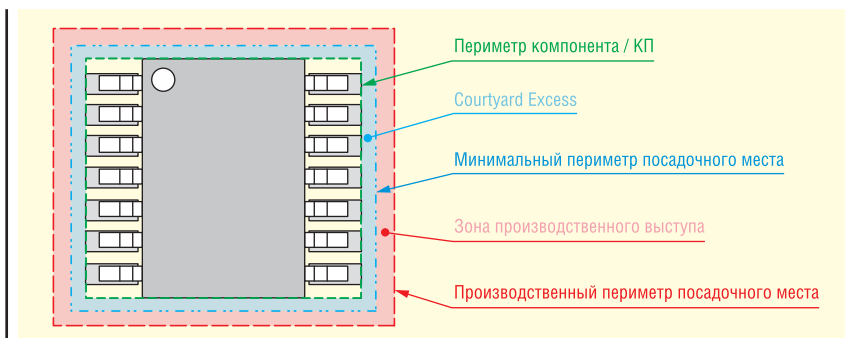 Периметр компонента / КП
Courtyard Excess
Минимальный периметр посадочного места
Зона производственного выступа
Производственный периметр посадочного места